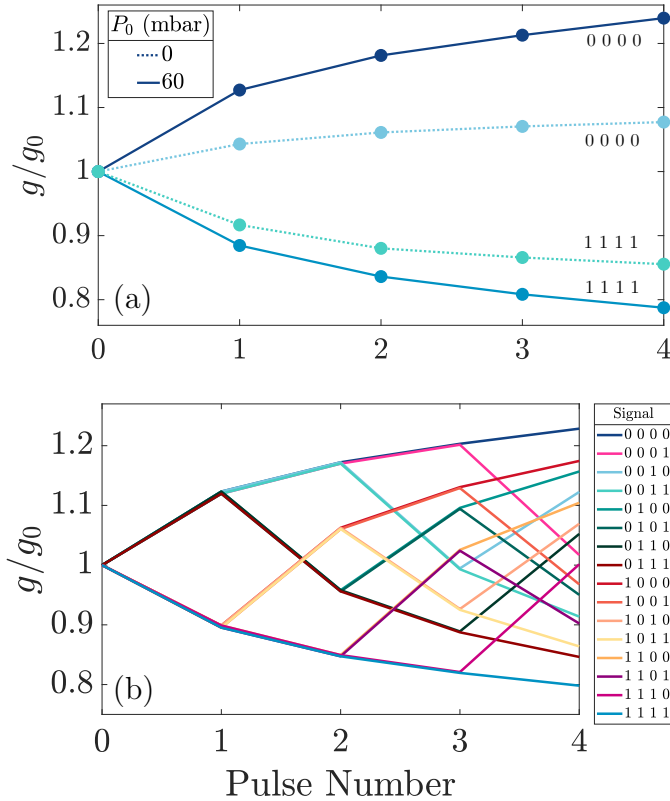 P₀ (mbar)
0
60
g/g₀
1.2
1.1
1
0.9
0.8
0 0 0 0
0 0 0 0
1 1 1 1
1 1 1 1
(a)
0 1 2 3 4
g/g₀
1.2
1.1
1
0.9
0.8
(b)
0 1 2 3 4
Pulse Number
Signal
0 0 0 0
0 0 0 1
0 0 1 0
0 0 1 1
0 1 0 0
0 1 0 1
0 1 1 0
0 1 1 1
1 0 0 0
1 0 0 1
1 0 1 0
1 0 1 1
1 1 0 0
1 1 0 1
1 1 1 0
1 1 1 1